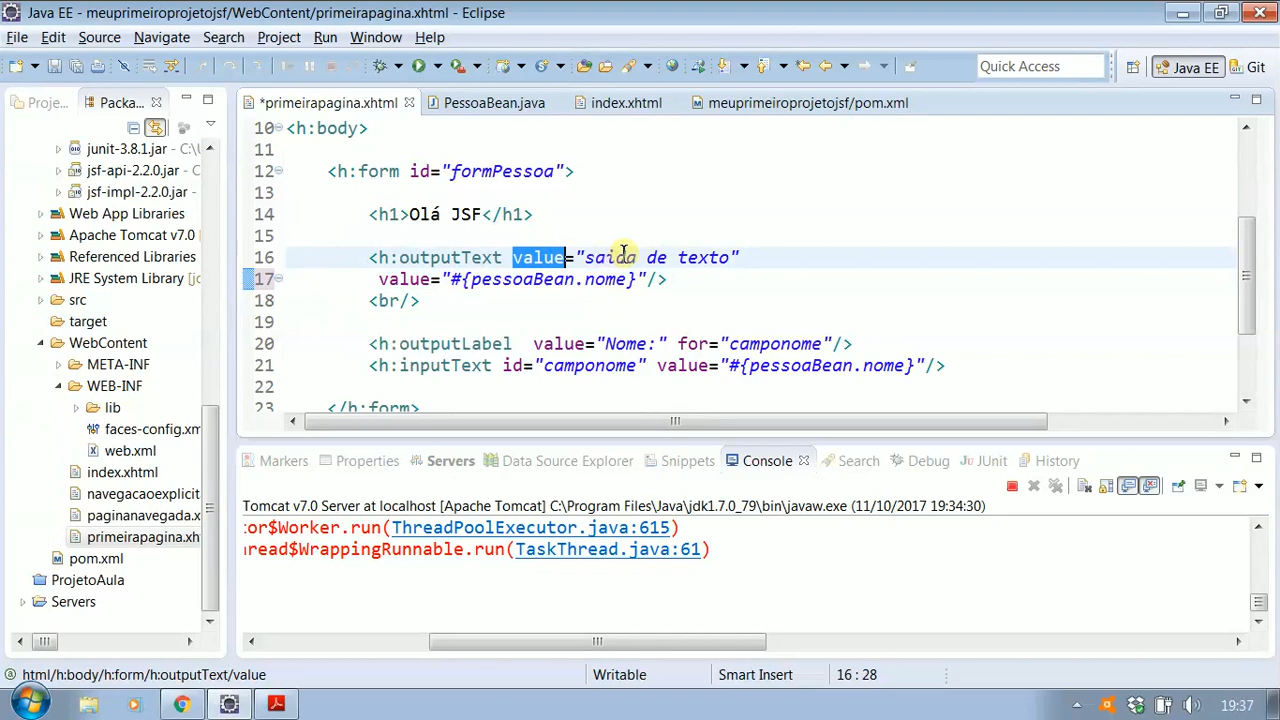 Java EE - meuprimeiroprojetojsf/WebContent/primeirapagina.xhtml - Eclipse
File Edit Source Navigate Search Project Run Window Help
Quick Access Java EE Git
Proje... Packa... *primeirapagina.xhtml PessoaBean.java index.xhtml meuprimeiroprojetojsf/pom.xml
junit-3.8.1.jar - C:\U
jsf-api-2.2.0.jar - C:
jsf-impl-2.2.0.jar - C
Web App Libraries
Apache Tomcat v7.0 [
Referenced Libraries
JRE System Library [j
src
target
WebContent
META-INF
WEB-INF
lib
faces-config.xm
web.xml
index.xhtml
navegacaoexplicit
paginanavegada.x
primeirapagina.xh
pom.xml
ProjetoAula
Servers
10 <h:body>
11
12 <h:form id="formPessoa">
13
14 <h1>Olá JSF</h1>
15
16 <h:outputText value="saida de texto"
17 value="#{pessoaBean.nome}"/>
18 <br/>
19
20 <h:outputLabel value="Nome:" for="camponome"/>
21 <h:inputText id="camponome" value="#{pessoaBean.nome}"/>
22
23 </h:form>
Markers Properties Servers Data Source Explorer Snippets Console Search Debug JUnit History
Tomcat v7.0 Server at localhost [Apache Tomcat] C:\Program Files\Java\jdk1.7.0_79\bin\javaw.exe (11/10/2017 19:34:30)
or$Worker.run(ThreadPoolExecutor.java:615)
read$WrappingRunnable.run(TaskThread.java:61)
html/h:body/h:form/h:outputText/value Writable Smart Insert 16 : 28
19:37